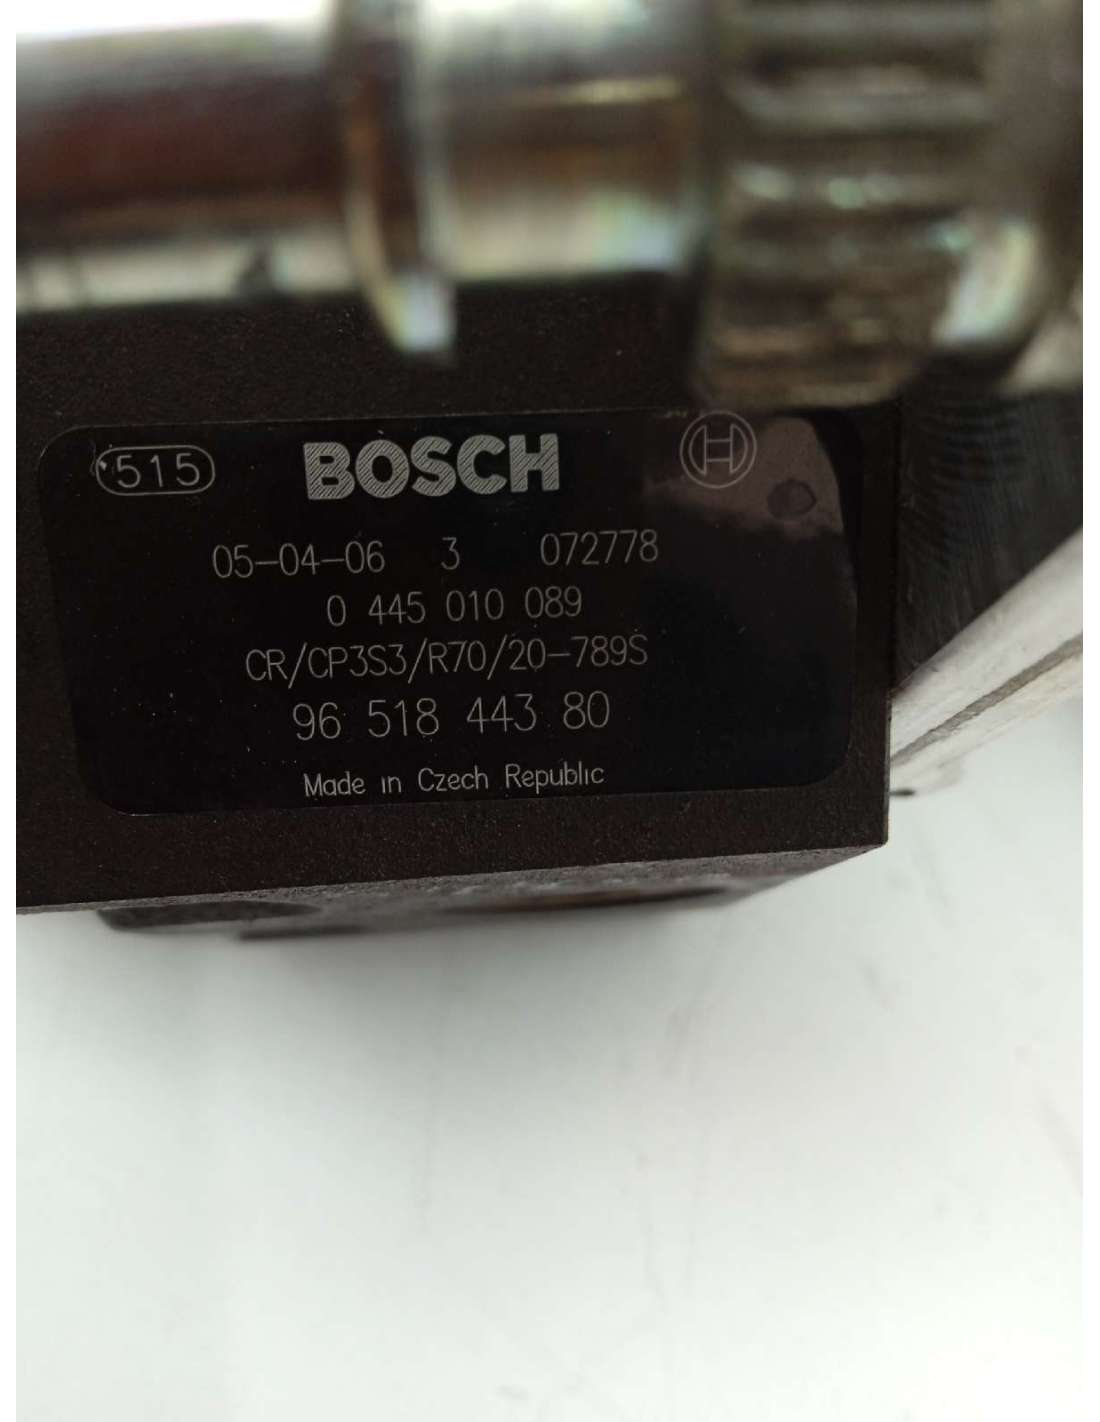 515 BOSCH
05-04-06 3 072778
0 445 010 089
CR/CP3S3/R70/20-789S
96 518 443 80
Made in Czech Republic